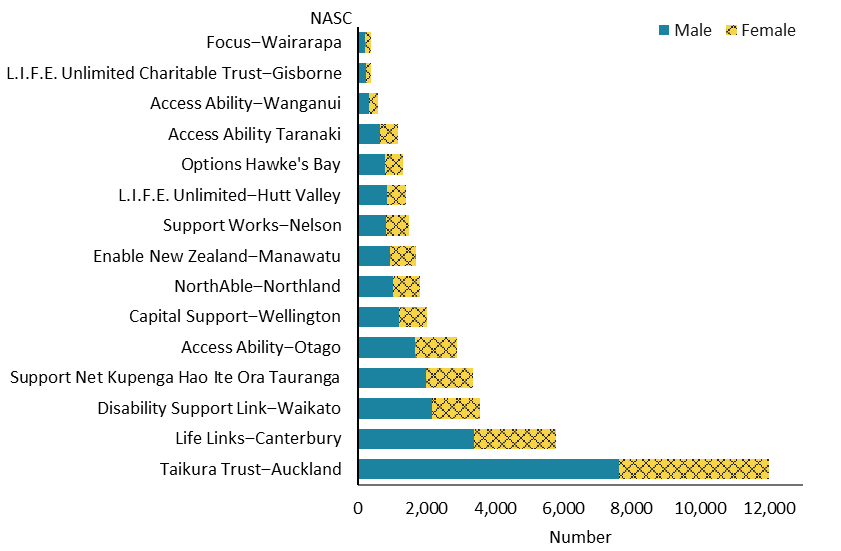 NASC
Male Female
Focus–Wairarapa
L.I.F.E. Unlimited Charitable Trust–Gisborne
Access Ability–Wanganui
Access Ability Taranaki
Options Hawke's Bay
L.I.F.E. Unlimited–Hutt Valley
Support Works–Nelson
Enable New Zealand–Manawatu
NorthAble–Northland
Capital Support–Wellington
Access Ability–Otago
Support Net Kupenga Hao Ite Ora Tauranga
Disability Support Link–Waikato
Life Links–Canterbury
Taikura Trust–Auckland
0 2,000 4,000 6,000 8,000 10,000 12,000
Number